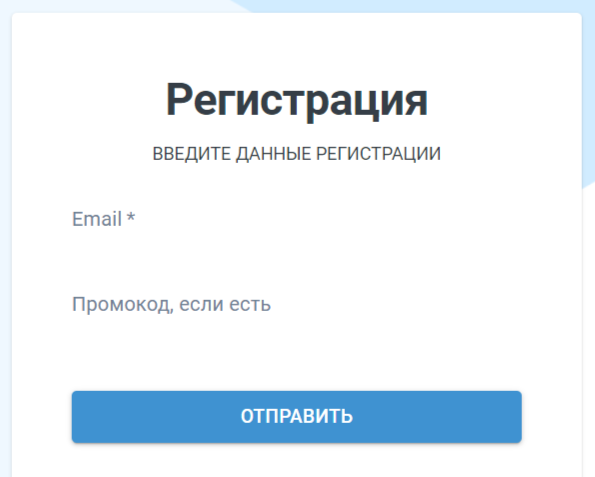 Регистрация
ВВЕДИТЕ ДАННЫЕ РЕГИСТРАЦИИ
Email *
Промокод, если есть
ОТПРАВИТЬ